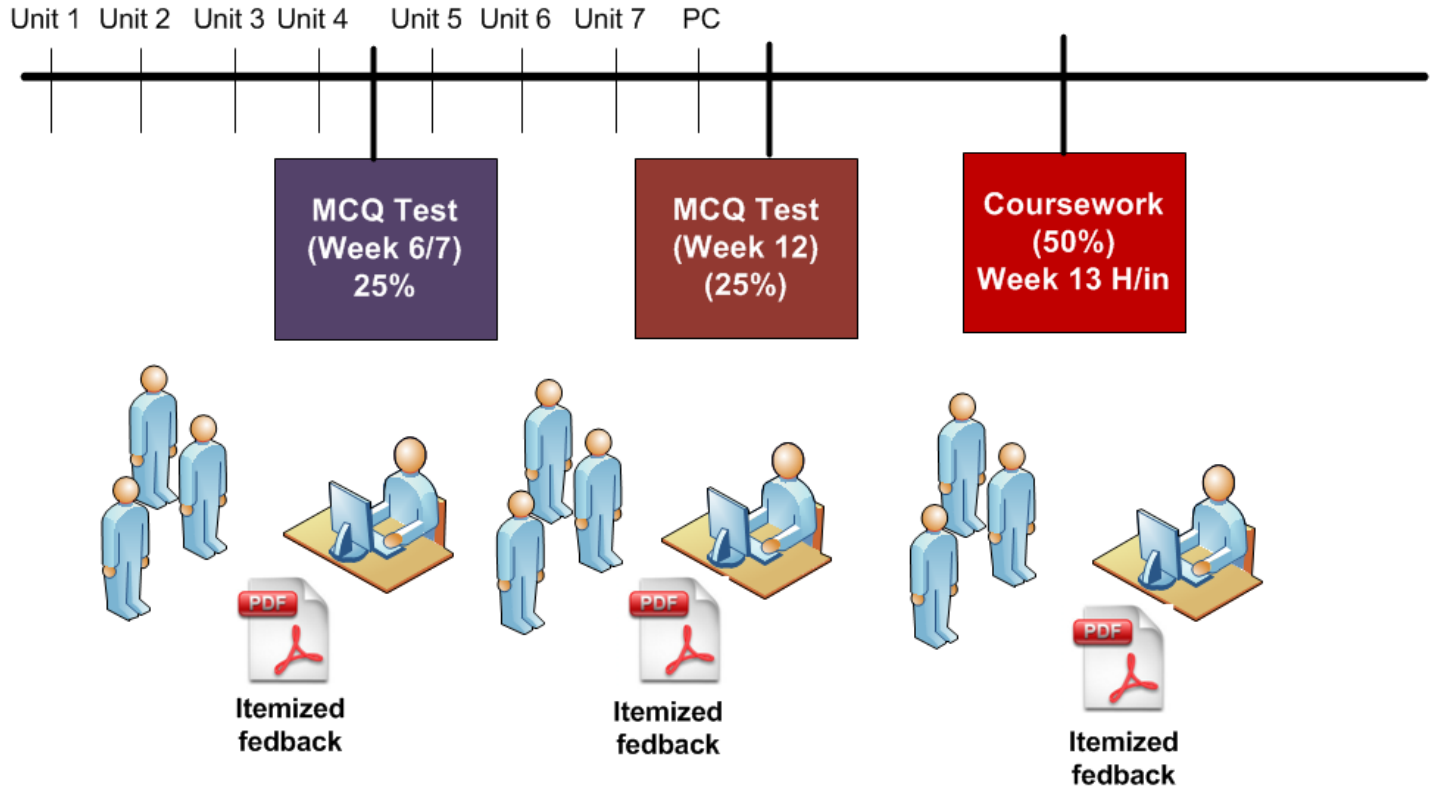 Unit 1 Unit 2 Unit 3 Unit 4 Unit 5 Unit 6 Unit 7 PC
MCQ Test
(Week 6/7)
25%
MCQ Test
(Week 12)
(25%)
Coursework
(50%)
Week 13 H/in
PDF
Itemized
fedback
PDF
Itemized
fedback
PDF
Itemized
fedback